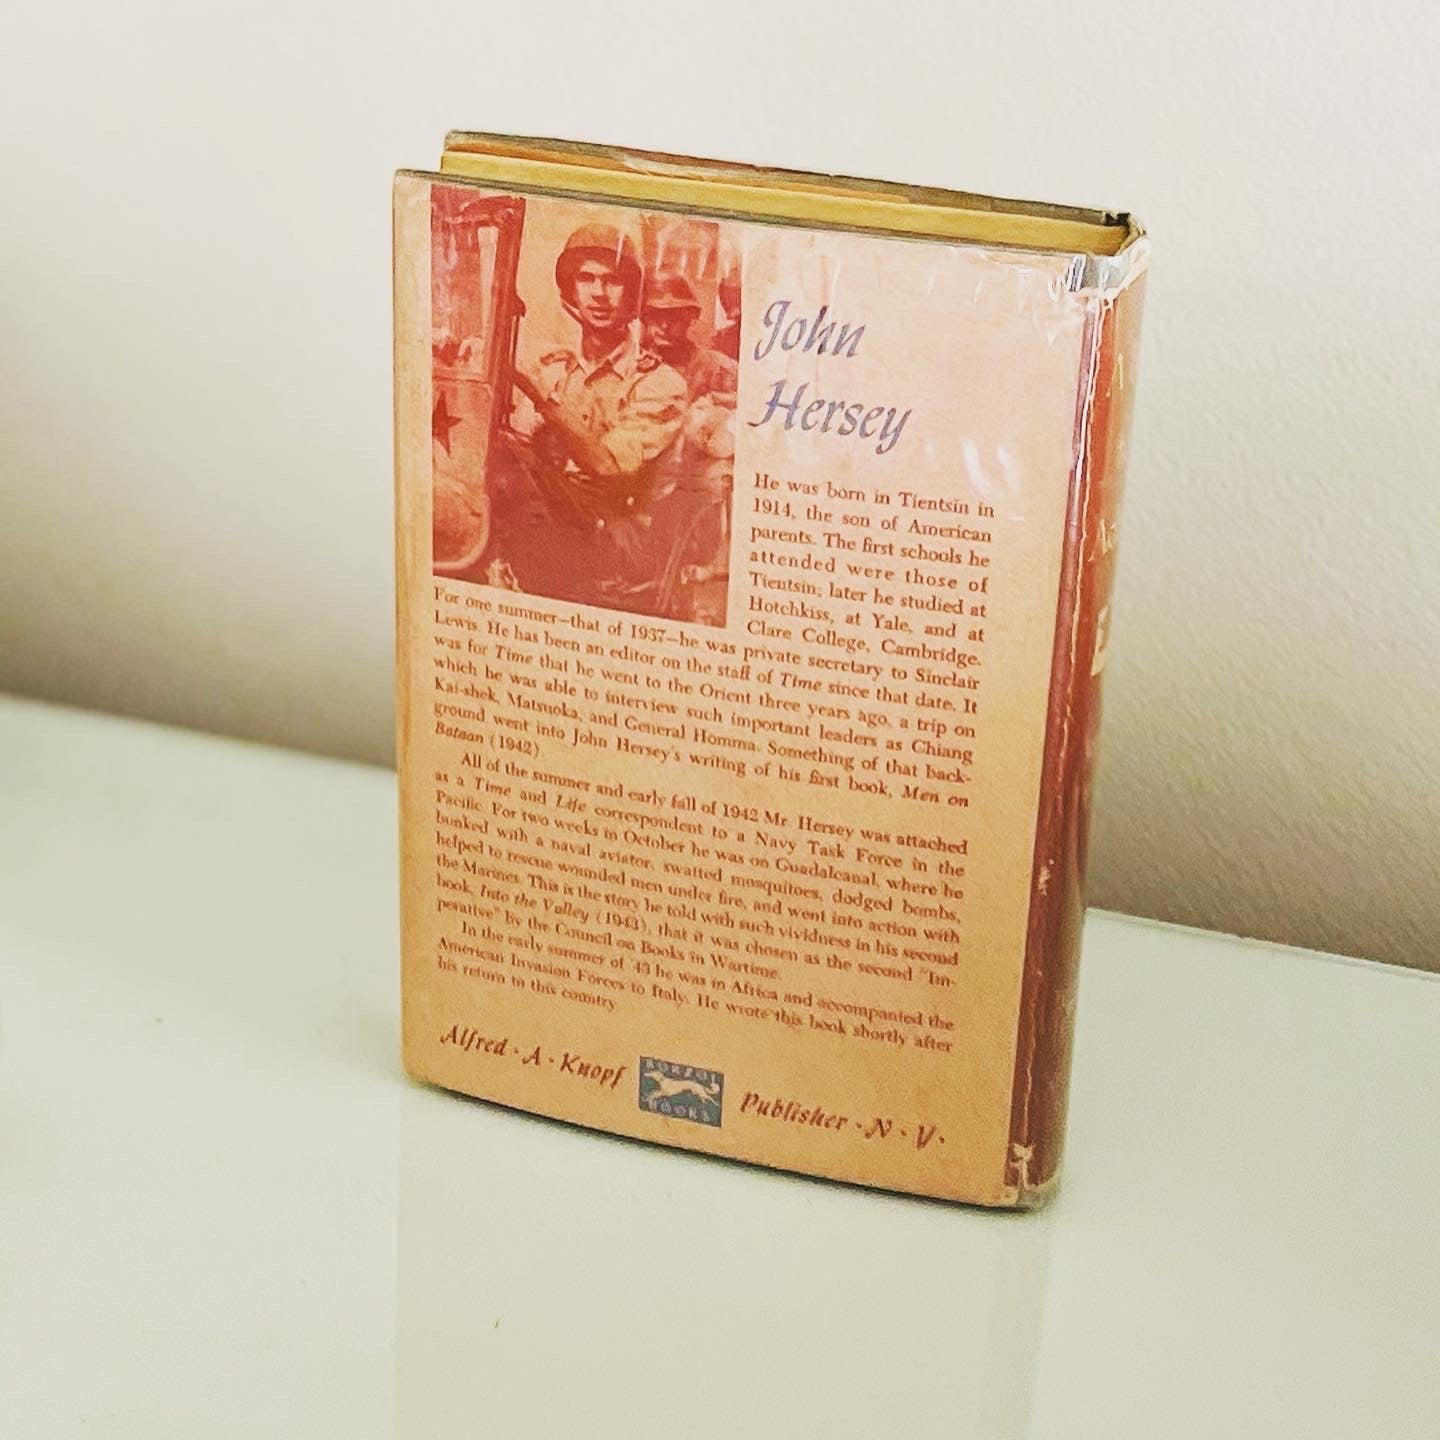 John
Hersey
He was born in Tientsin in
1914, the son of American
parents. The first schools he
attended were those of
Tientsin; later he studied at
Hotchkiss, at Yale, and at
Clare College, Cambridge.
For one summer—that of 1937—he was private secretary to Sinclair
Lewis. He has been an editor on the staff of Time since that date. It
was for Time that he went to the Orient three years ago, a trip on
which he was able to interview such important leaders as Chiang
Kai-shek, Matsuoka, and General Homma. Something of that back-
ground went into John Hersey's writing of his first book, Men on
Bataan (1942).
All of the summer and early fall of 1942 Mr. Hersey was attached
as a Time and Life correspondent to a Navy Task Force in the
Pacific. For two weeks in October he was on Guadalcanal, where he
bunked with a naval aviator, swatted mosquitoes, dodged bombs,
helped to rescue wounded men under fire, and went into action with
the Marines. This is the story he told with such vividness in his second
book, Into the Valley (1943), that it was chosen as the second "Im-
perative" by the Council on Books in Wartime.
In the early summer of '43 he was in Africa and accompanied the
American Invasion Forces to Italy. He wrote this book shortly after
his return to this country.
Alfred · A · Knopf
BORZOI
BOOKS
Publisher · N · Y ·